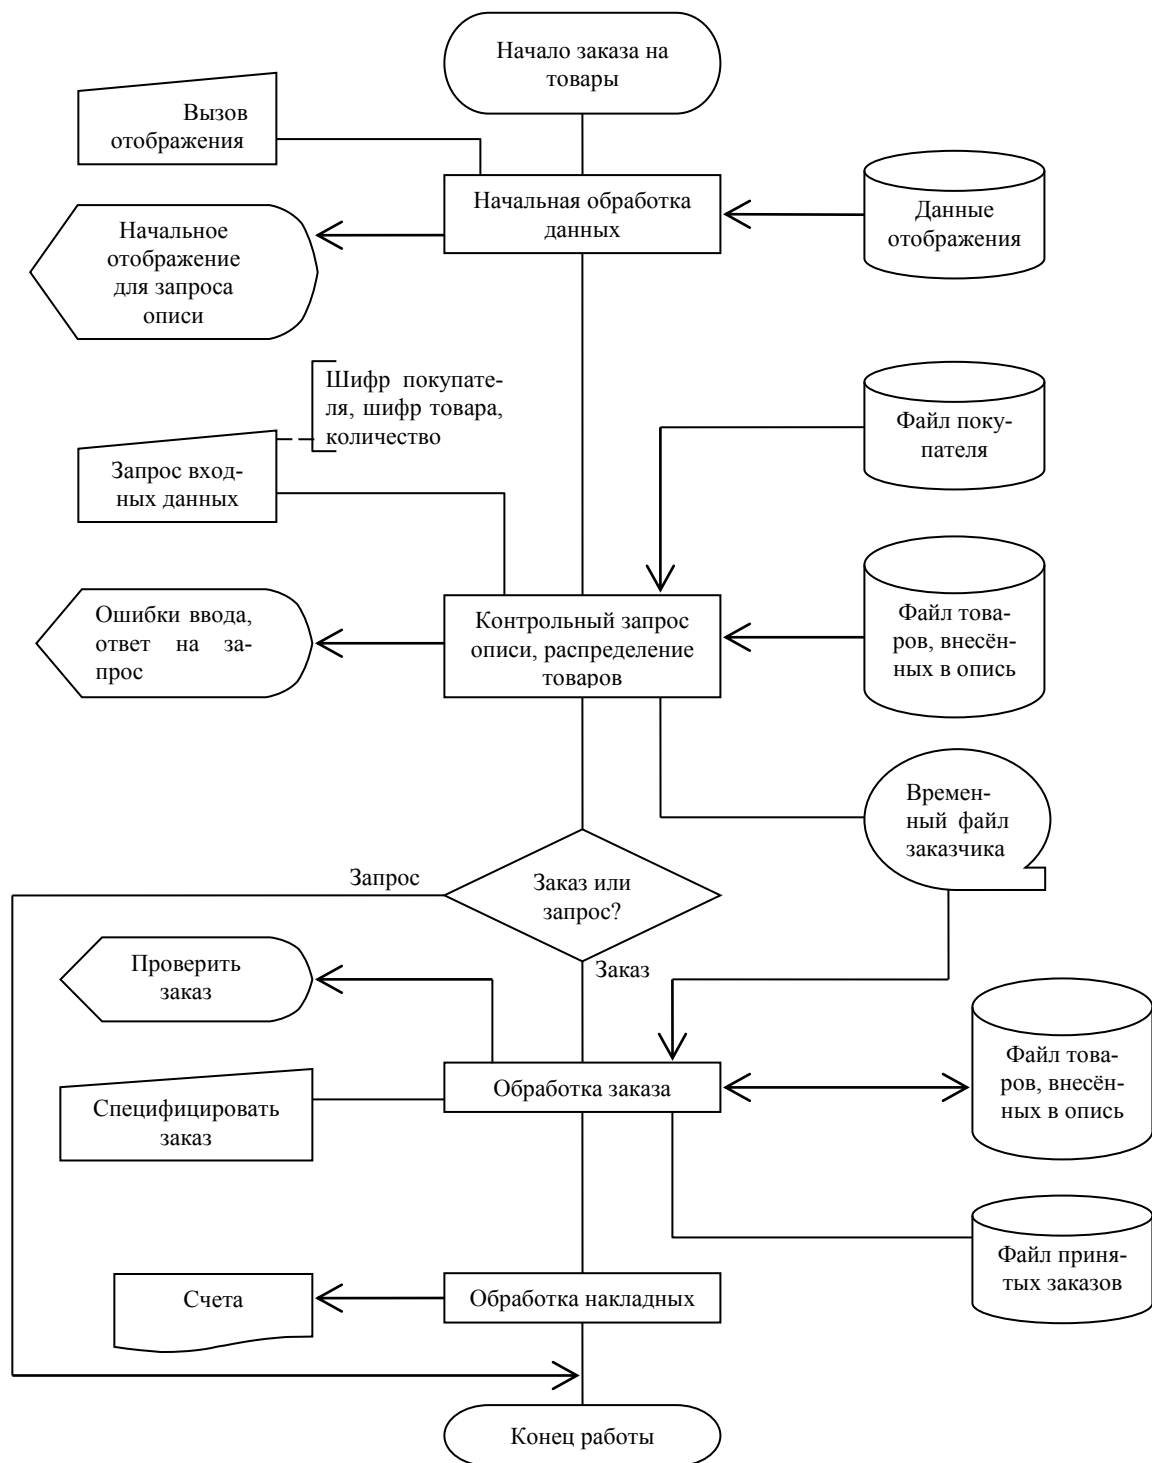 Начало заказа на
товары
Вызов
отображения
Начальная обработка
данных
Данные
отображения
Начальное
отображение
для запроса
описи
Шифр покупате-
ля, шифр товара,
количество
Файл поку-
пателя
Запрос вход-
ных данных
Ошибки ввода,
ответ на за-
прос
Контрольный запрос
описи, распределение
товаров
Файл това-
ров, внесён-
ных в опись
Времен-
ный файл
заказчика
Запрос
Заказ или
запрос?
Заказ
Проверить
заказ
Файл това-
ров, внесён-
ных в опись
Обработка заказа
Специфицировать
заказ
Файл приня-
тых заказов
Счета
Обработка накладных
Конец работы